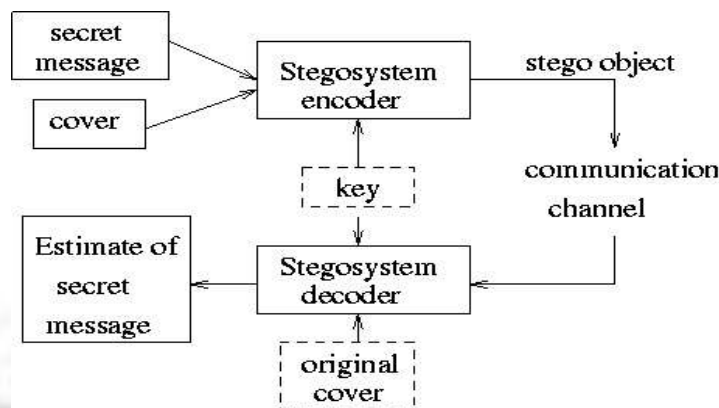 secret
message
cover
Stegosystem
encoder
stego object
communication
channel
key
Stegosystem
decoder
Estimate of
secret
message
original
cover